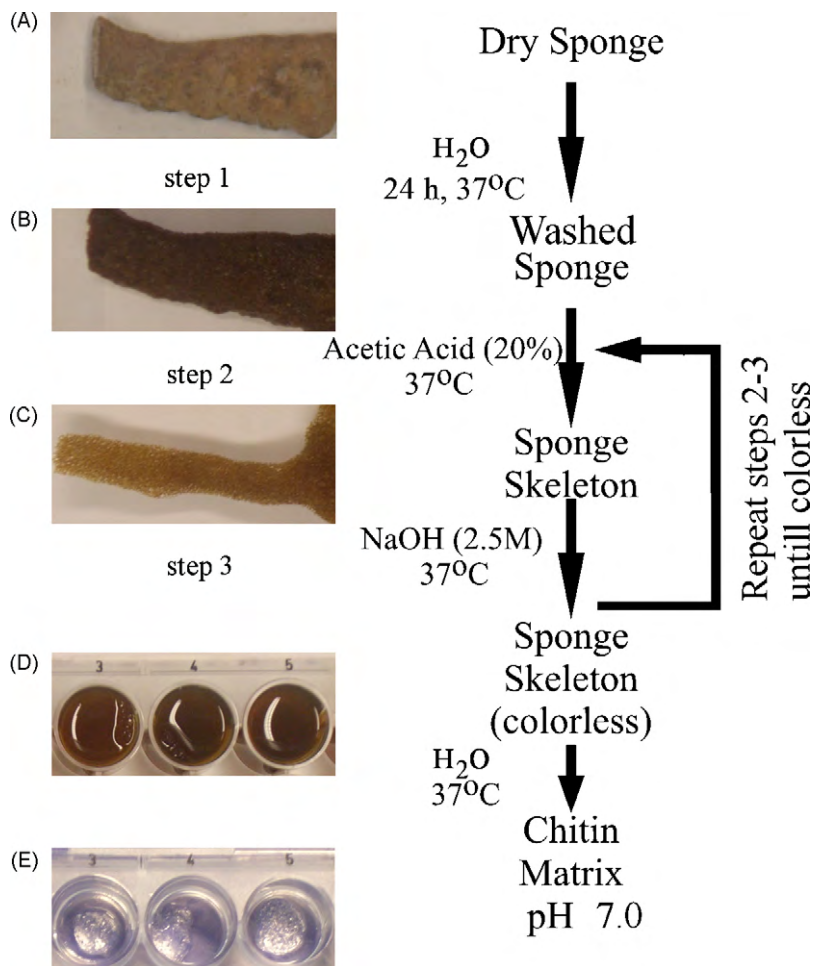 (A)
step 1
(B)
step 2
(C)
step 3
(D)
3 4 5
(E)
3 4 5
Dry Sponge
H₂O
24 h, 37ºC
Washed
Sponge
Acetic Acid (20%)
37ºC
Sponge
Skeleton
NaOH (2.5M)
37ºC
Sponge
Skeleton
(colorless)
H₂O
37ºC
Chitin
Matrix
pH 7.0
Repeat steps 2-3
untill colorless